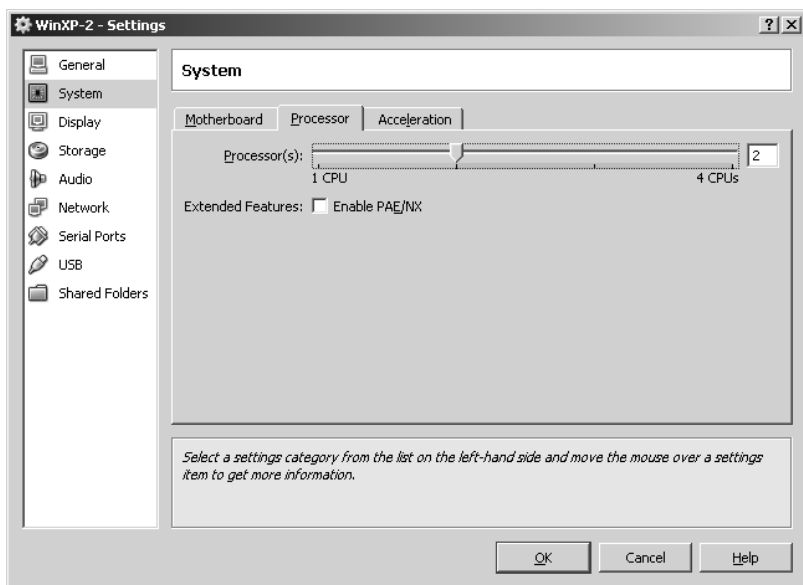 WinXP-2 - Settings
General
System
Display
Storage
Audio
Network
Serial Ports
USB
Shared Folders
System
Motherboard Processor Acceleration
Processor(s): 2
1 CPU 4 CPUs
Extended Features: Enable PAE/NX
Select a settings category from the list on the left-hand side and move the mouse over a settings
item to get more information.
OK Cancel Help